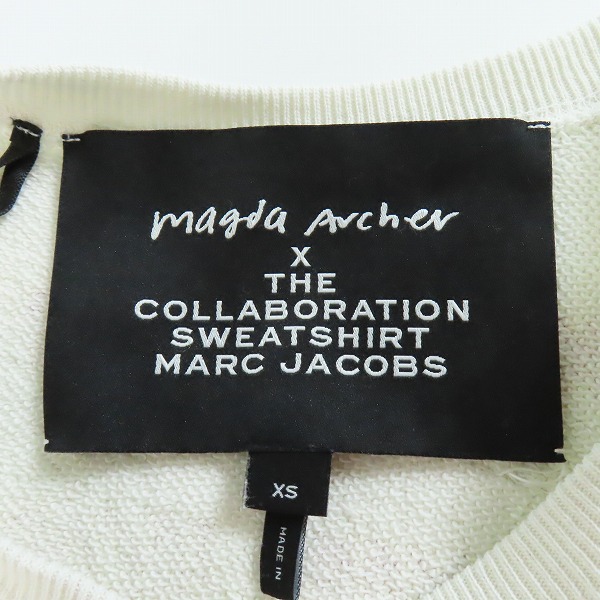 magda Archer
X
THE
COLLABORATION
SWEATSHIRT
MARC JACOBS
XS
MADE IN